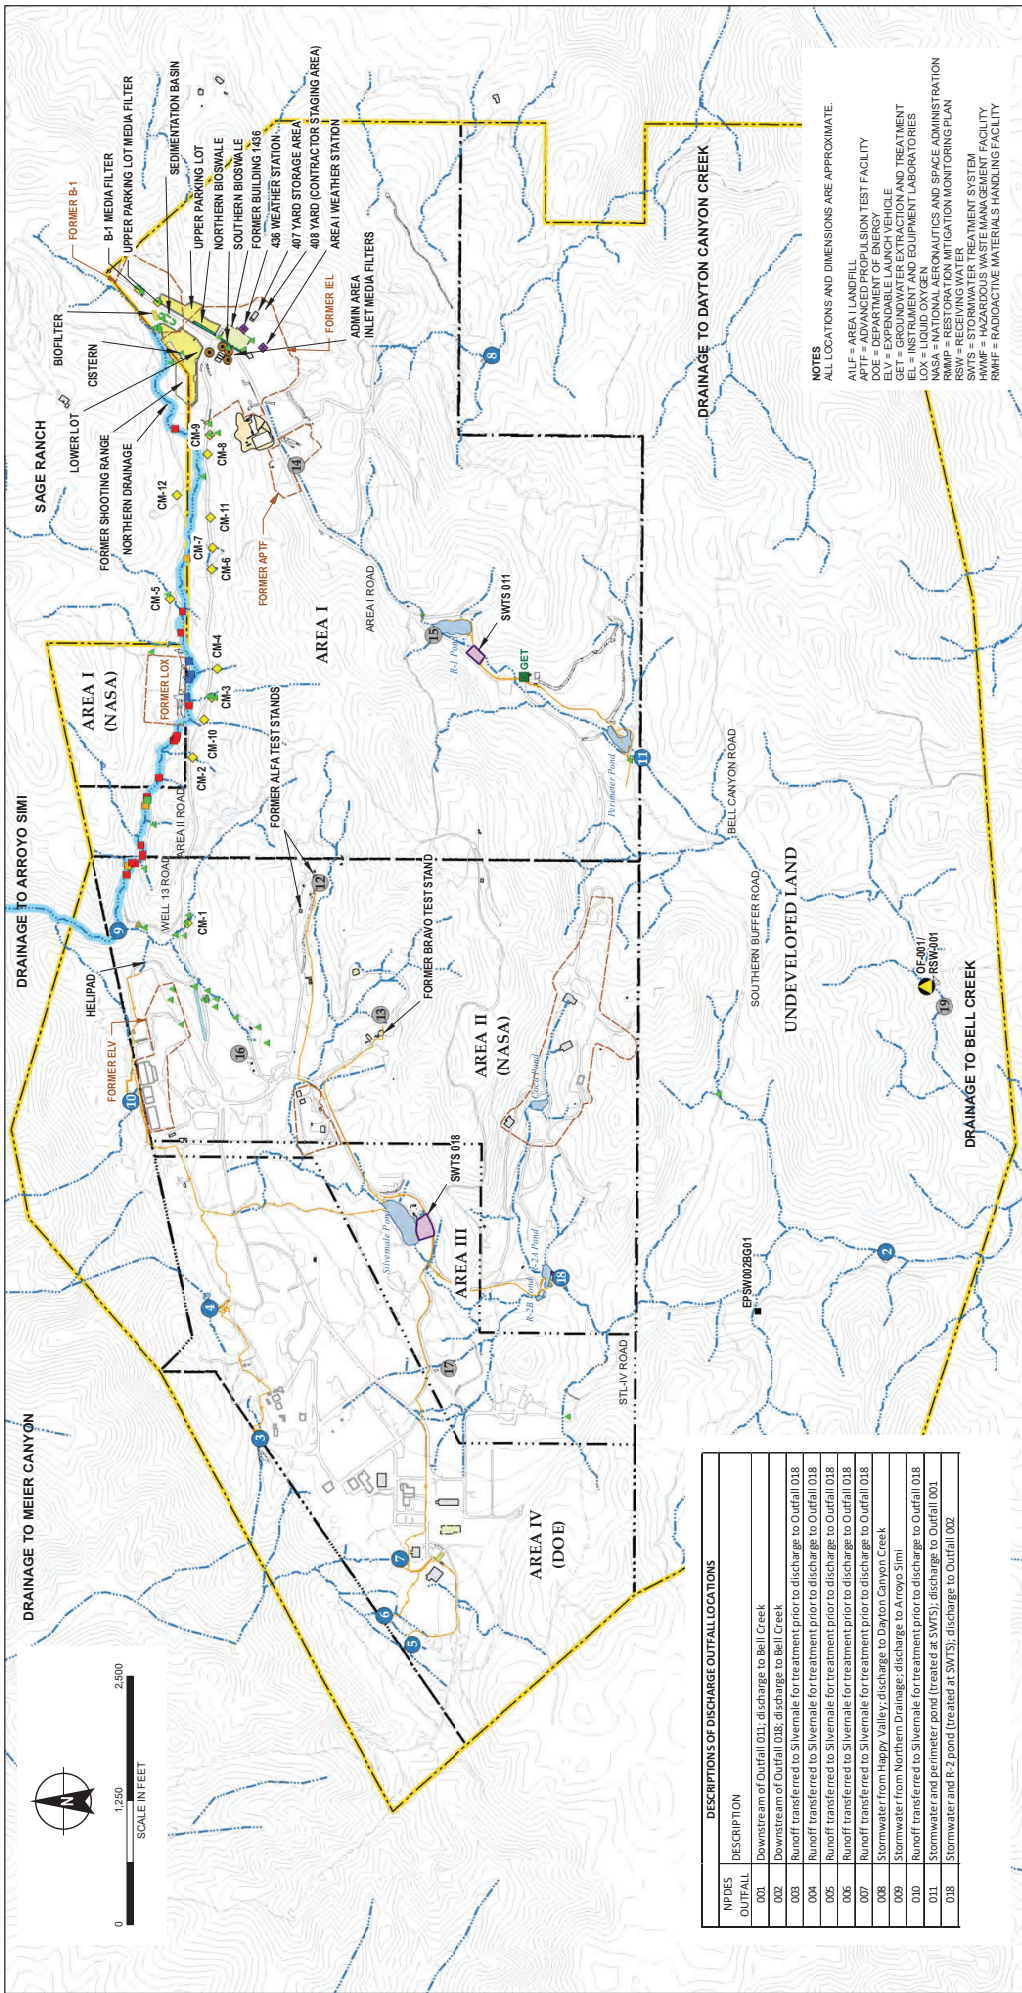 DRAINAGE TO MEIER CANYON
DRAINAGE TO ARROYO SIMI
SAGE RANCH
N
0
1,250
2,500
SCALE IN FEET
LOWER LOT
CISTERN
BIOFILTER
FORMER B-1
B-1 MEDIA FILTER
UPPER PARKING LOT MEDIA FILTER
SEDIMENTATION BASIN
UPPER PARKING LOT
NORTHERN BIOSWALE
SOUTHERN BIOSWALE
FORMER BUILDING 1436
436 WEATHER STATION
407 YARD STORAGE AREA
408 YARD (CONTRACTOR STAGING AREA)
AREA I WEATHER STATION
ADMIN AREA
INLET MEDIA FILTERS
FORMER IEL
FORMER SHOOTING RANGE
NORTHERN DRAINAGE
CM-12
CM-9
CM-8
CM-11
CM-7
CM-6
CM-5
CM-4
CM-3
CM-10
CM-2
CM-1
FORMER APTF
AREA I
(NASA)
FORMER LOX
AREA I
AREA I ROAD
AREA II ROAD
WELL 13 ROAD
HELIPAD
FORMER ELV
9
10
16
12
13
14
15
FORMER ALFA TEST STANDS
FORMER BRAVO TEST STAND
R-1 Pond
SWTS 011
GET
Perimeter Pond
11
8
DRAINAGE TO DAYTON CANYON CREEK
AREA II
(NASA)
Coca Pond
Silvernale Pond
SWTS 018
AREA III
R-2A Pond
R-2B Pond
18
17
STL-IV ROAD
4
3
7
6
5
AREA IV
(DOE)
BELL CANYON ROAD
SOUTHERN BUFFER ROAD
UNDEVELOPED LAND
OF-001/
RSW-001
19
EPSW002BG01
2
DRAINAGE TO BELL CREEK
NOTES
ALL LOCATIONS AND DIMENSIONS ARE APPROXIMATE.
A1LF = AREA I LANDFILL
APTF = ADVANCED PROPULSION TEST FACILITY
DOE = DEPARTMENT OF ENERGY
ELV = EXPENDABLE LAUNCH VEHICLE
GET = GROUNDWATER EXTRACTION AND TREATMENT
IEL = INSTRUMENT AND EQUIPMENT LABORATORIES
LOX = LIQUID OXYGEN
NASA = NATIONAL AERONAUTICS AND SPACE ADMINISTRATION
RMMP = RESTORATION MITIGATION MONITORING PLAN
RSW = RECEIVING WATER
SWTS = STORMWATER TREATMENT SYSTEM
HWMF = HAZARDOUS WASTE MANAGEMENT FACILITY
RMHF = RADIOACTIVE MATERIALS HANDLING FACILITY
DESCRIPTIONS OF DISCHARGE OUTFALL LOCATIONS
NPDES OUTFALL DESCRIPTION
001 Downstream of Outfall 011; discharge to Bell Creek
002 Downstream of Outfall 018; discharge to Bell Creek
003 Runoff transferred to Silvernale for treatment prior to discharge to Outfall 018
004 Runoff transferred to Silvernale for treatment prior to discharge to Outfall 018
005 Runoff transferred to Silvernale for treatment prior to discharge to Outfall 018
006 Runoff transferred to Silvernale for treatment prior to discharge to Outfall 018
007 Runoff transferred to Silvernale for treatment prior to discharge to Outfall 018
008 Stormwater from Happy Valley; discharge to Dayton Canyon Creek
009 Stormwater from Northern Drainage; discharge to Arroyo Simi
010 Runoff transferred to Silvernale for treatment prior to discharge to Outfall 018
011 Stormwater and perimeter pond (treated at SWTS); discharge to Outfall 001
018 Stormwater and R-2 pond (treated at SWTS); discharge to Outfall 002